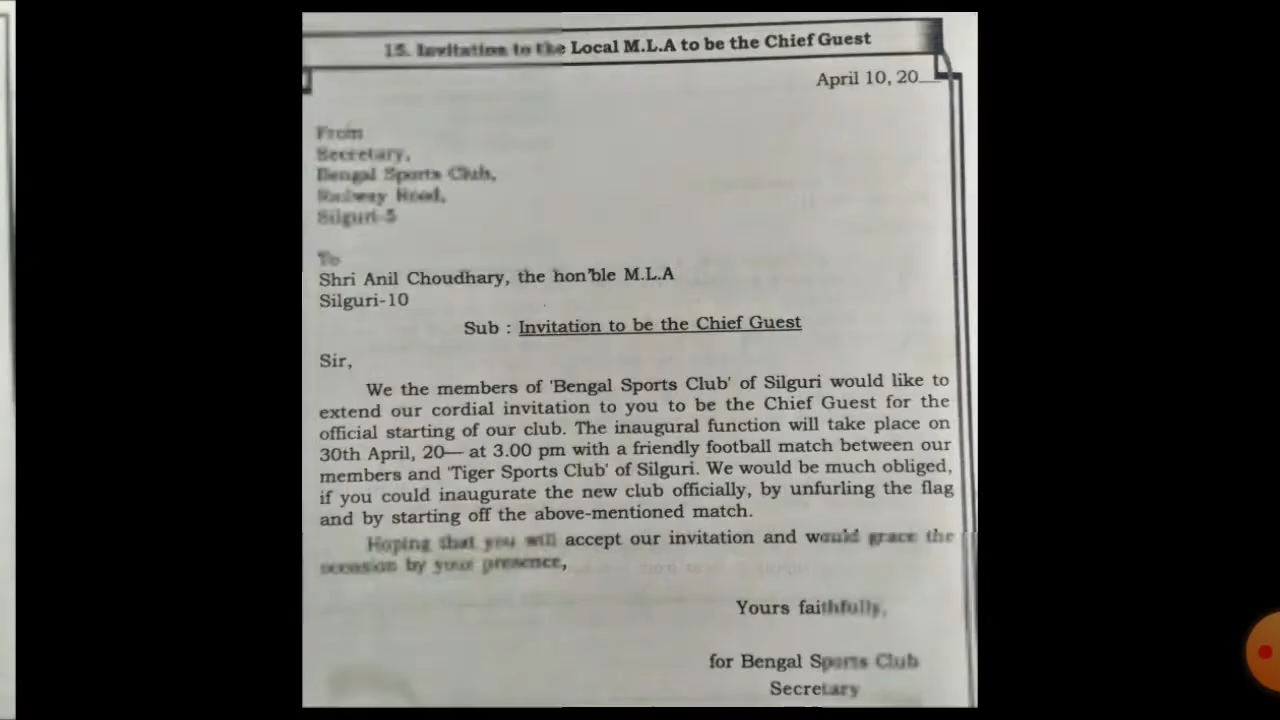 15. Invitation to the Local M.L.A to be the Chief Guest
April 10, 20__
From
Secretary,
Bengal Sports Club,
Railway Road,
Silguri-5
To
Shri Anil Choudhary, the hon'ble M.L.A
Silguri-10
Sub : Invitation to be the Chief Guest
Sir,
We the members of 'Bengal Sports Club' of Silguri would like to
extend our cordial invitation to you to be the Chief Guest for the
official starting of our club. The inaugural function will take place on
30th April, 20— at 3.00 pm with a friendly football match between our
members and 'Tiger Sports Club' of Silguri. We would be much obliged,
if you could inaugurate the new club officially, by unfurling the flag
and by starting off the above-mentioned match.
Hoping that you will accept our invitation and would grace the
occasion by your presence,
Yours faithfully,
for Bengal Sports Club
Secretary